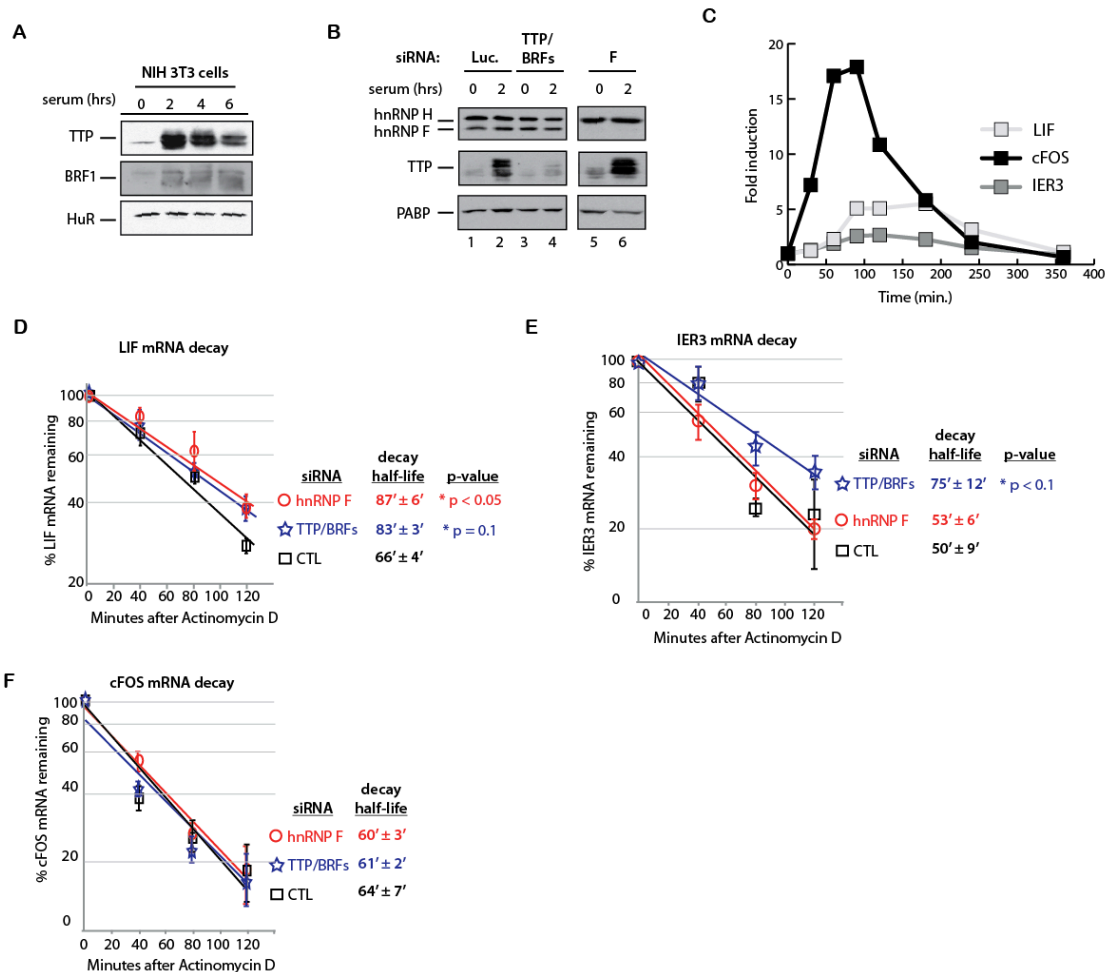 A
NIH 3T3 cells
serum (hrs)
0 2 4 6
TTP
BRF1
HuR
B
siRNA: Luc. TTP/ BRFs F
serum (hrs) 0 2 0 2 0 2
hnRNP H
hnRNP F
TTP
PABP
1 2 3 4 5 6
C
Fold induction
20
15
10
5
0
0 50 100 150 200 250 300 350 400
Time (min.)
LIF
cFOS
IER3
D
LIF mRNA decay
% LIF mRNA remaining
100
80
60
40
20
0 20 40 60 80 100 120
Minutes after Actinomycin D
siRNA decay half-life p-value
hnRNP F 87′ ± 6′ * p < 0.05
TTP/BRFs 83′ ± 3′ * p = 0.1
CTL 66′ ± 4′
E
IER3 mRNA decay
% IER3 mRNA remaining
100
80
60
40
20
0
0 20 40 60 80 100 120
Minutes after Actinomycin D
siRNA decay half-life p-value
TTP/BRFs 75′ ± 12′ * p < 0.1
hnRNP F 53′ ± 6′
CTL 50′ ± 9′
F
cFOS mRNA decay
% cFOS mRNA remaining
100
80
60
40
20
0
0 20 40 60 80 100 120
Minutes after Actinomycin D
siRNA decay half-life
hnRNP F 60′ ± 3′
TTP/BRFs 61′ ± 2′
CTL 64′ ± 7′